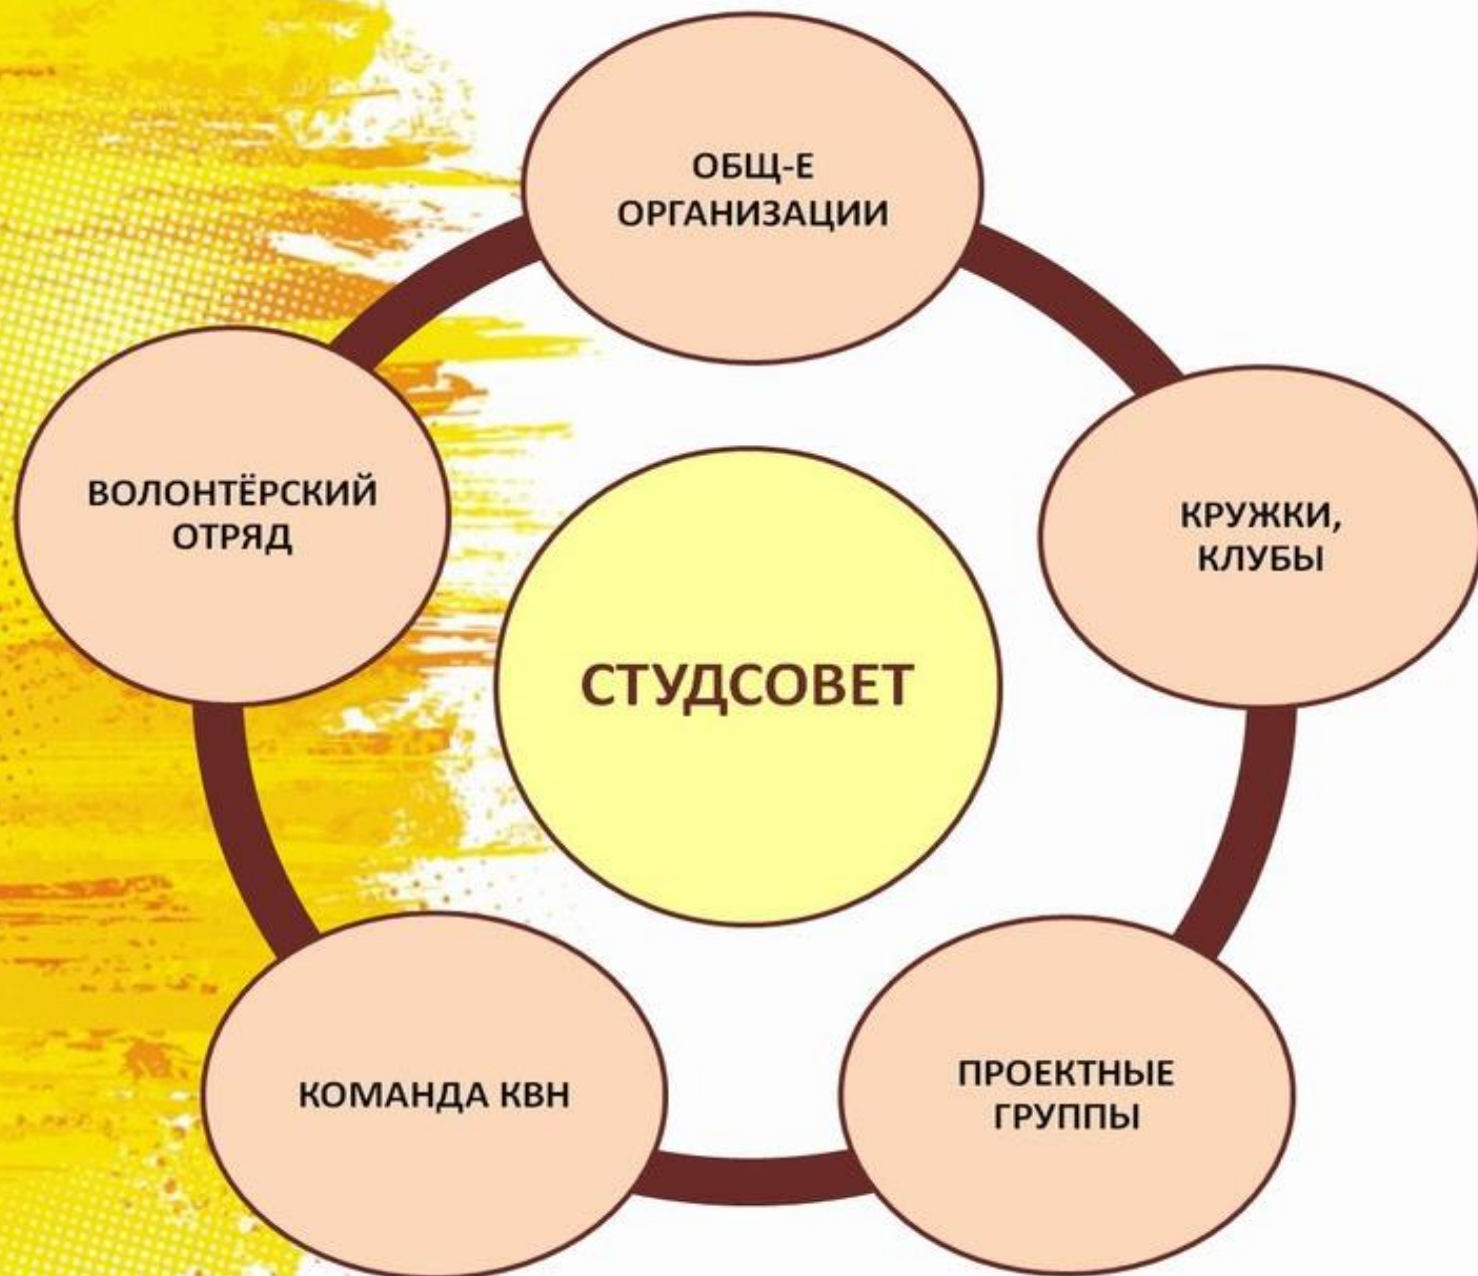 ОБЩ-Е
ОРГАНИЗАЦИИ
ВОЛОНТЁРСКИЙ
ОТРЯД
КРУЖКИ,
КЛУБЫ
СТУДСОВЕТ
КОМАНДА КВН
ПРОЕКТНЫЕ
ГРУППЫ